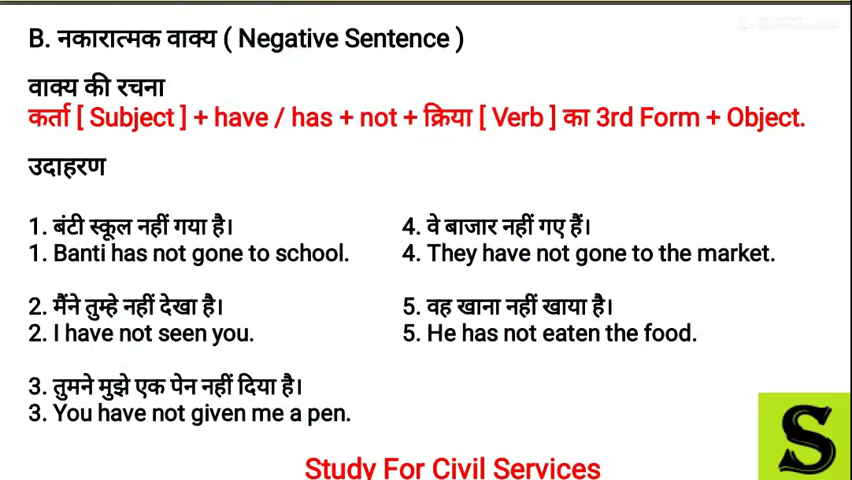 B. नकारात्मक वाक्य ( Negative Sentence )
वाक्य की रचना
कर्ता [ Subject ] + have / has + not + क्रिया [ Verb ] का 3rd Form + Object.
उदाहरण
1. बंटी स्कूल नहीं गया है।
1. Banti has not gone to school.
2. मैंने तुम्हे नहीं देखा है।
2. I have not seen you.
3. तुमने मुझे एक पेन नहीं दिया है।
3. You have not given me a pen.
4. वे बाजार नहीं गए हैं।
4. They have not gone to the market.
5. वह खाना नहीं खाया है।
5. He has not eaten the food.
S
Study For Civil Services